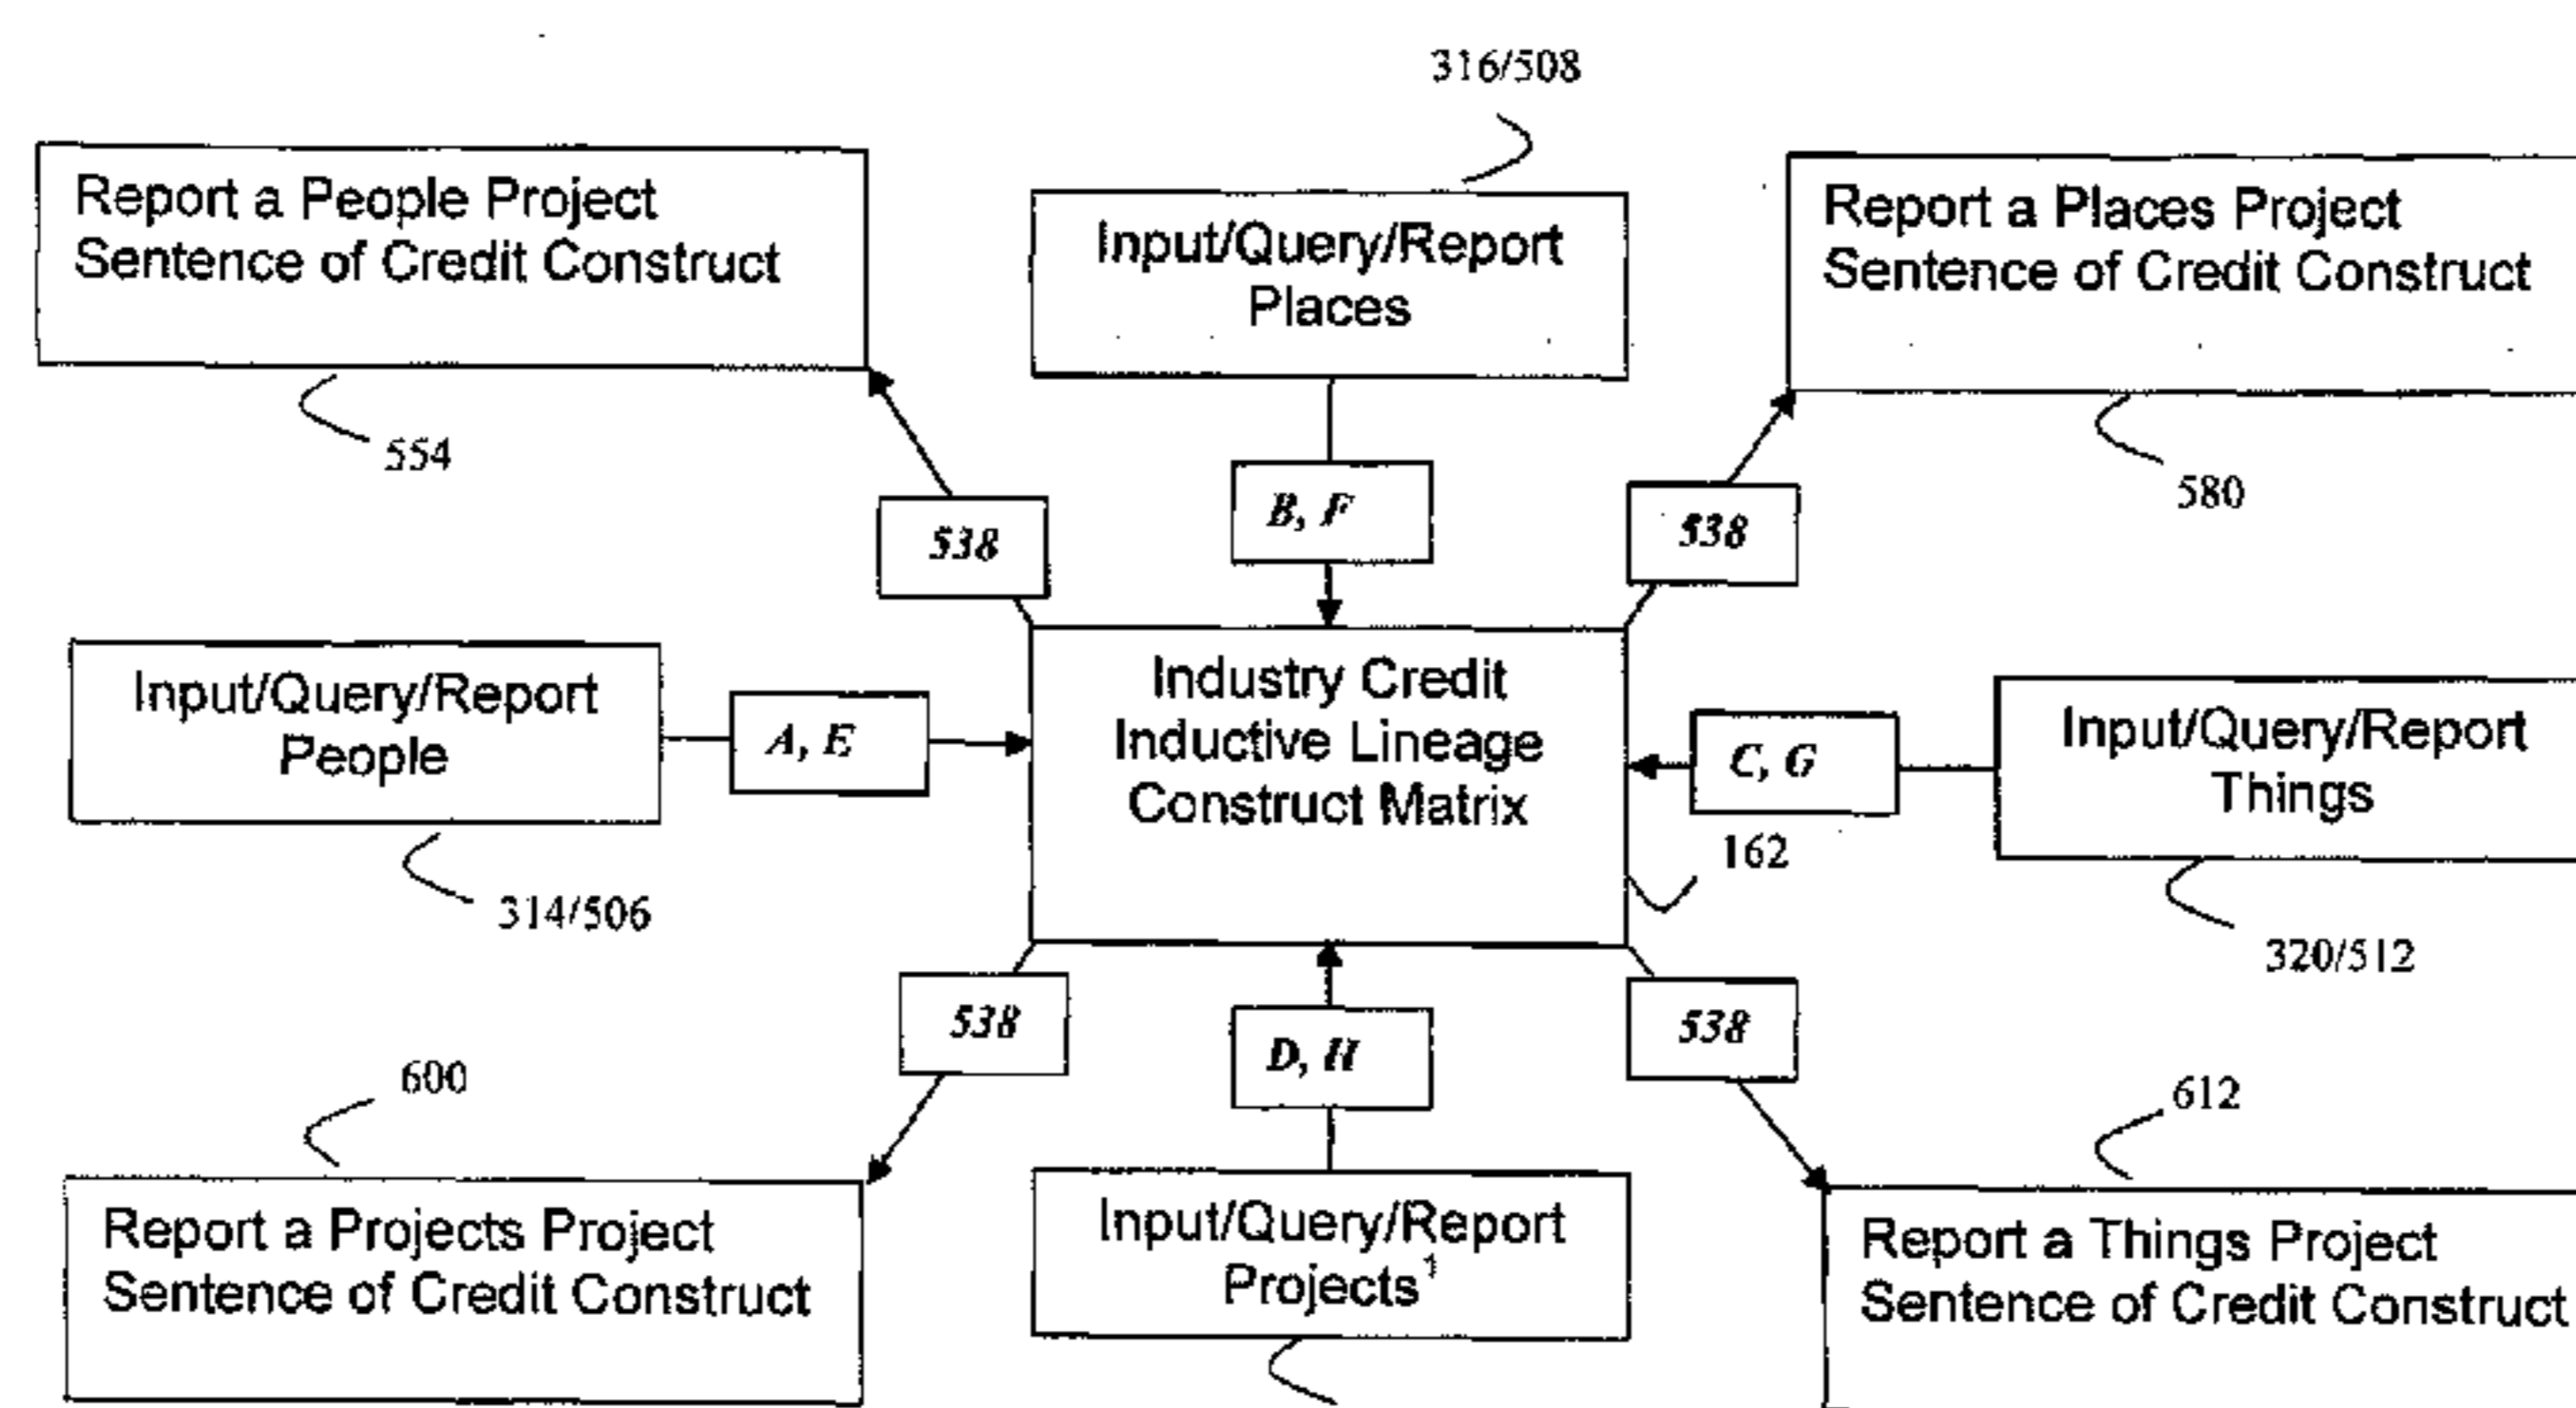 316/508
Report a People Project
Sentence of Credit Construct
554
Input/Query/Report
Places
Report a Places Project
Sentence of Credit Construct
580
538
B, F
538
Input/Query/Report
People
314/506
A, E
Industry Credit
Inductive Lineage
Construct Matrix
162
C, G
Input/Query/Report
Things
320/512
538
D, H
538
600
Report a Projects Project
Sentence of Credit Construct
Input/Query/Report
Projects¹
612
Report a Things Project
Sentence of Credit Construct